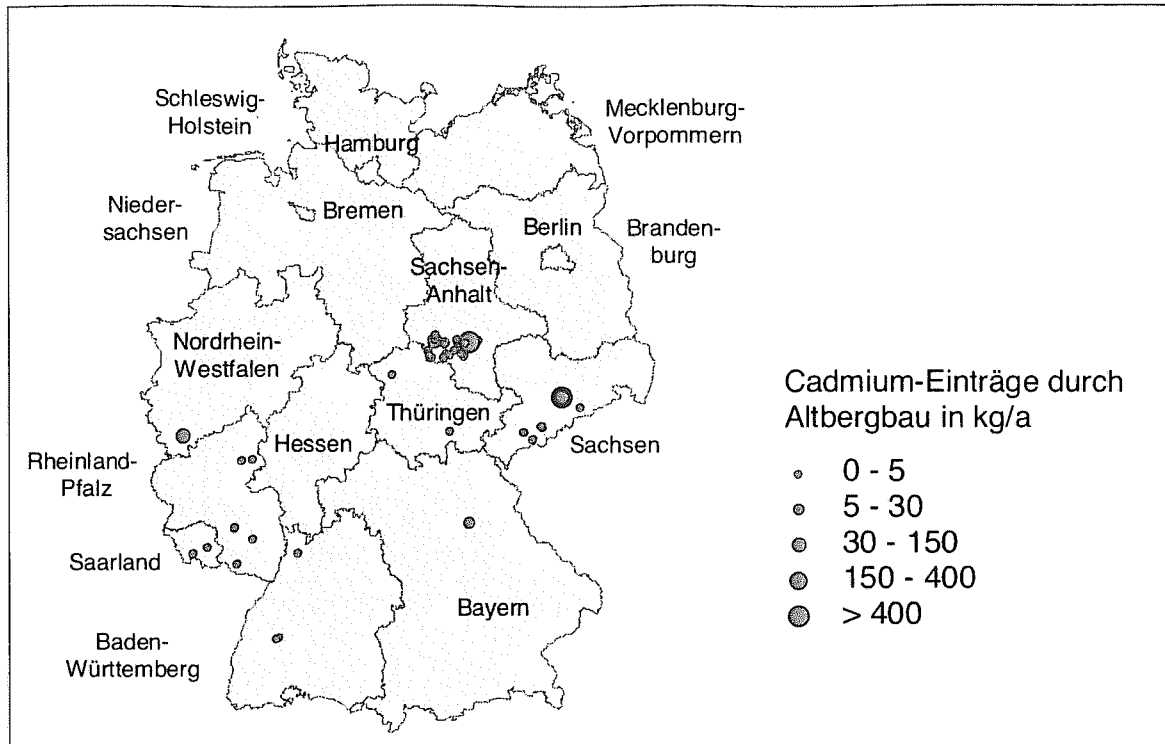 Schleswig-
Holstein
Mecklenburg-
Vorpommern
Hamburg
Nieder-
sachsen
Bremen
Berlin
Branden-
burg
Sachsen-
Anhalt
Nordrhein-
Westfalen
Thüringen
Hessen
Sachsen
Rheinland-
Pfalz
Saarland
Bayern
Baden-
Württemberg
Cadmium-Einträge durch
Altbergbau in kg/a
0 - 5
5 - 30
30 - 150
150 - 400
> 400